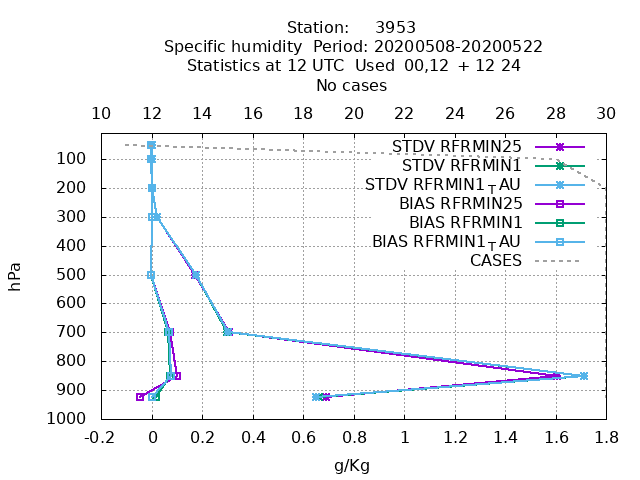 Station: 3953
Specific humidity Period: 20200508-20200522
Statistics at 12 UTC Used 00,12 + 12 24
No cases
10 12 14 16 18 20 22 24 26 28 30
STDV RFRMIN25
STDV RFRMIN1
STDV RFRMIN1TAU
BIAS RFRMIN25
BIAS RFRMIN1
BIAS RFRMIN1TAU
CASES
100
200
300
400
500
600
700
800
900
1000
hPa
-0.2 0 0.2 0.4 0.6 0.8 1 1.2 1.4 1.6 1.8
g/Kg